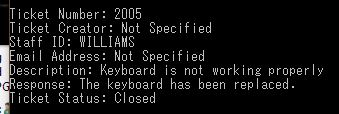 Ticket Number: 2005
Ticket Creator: Not Specified
Staff ID: WILLIAMS
Email Address: Not Specified
Description: Keyboard is not working properly
Response: The keyboard has been replaced.
Ticket Status: Closed